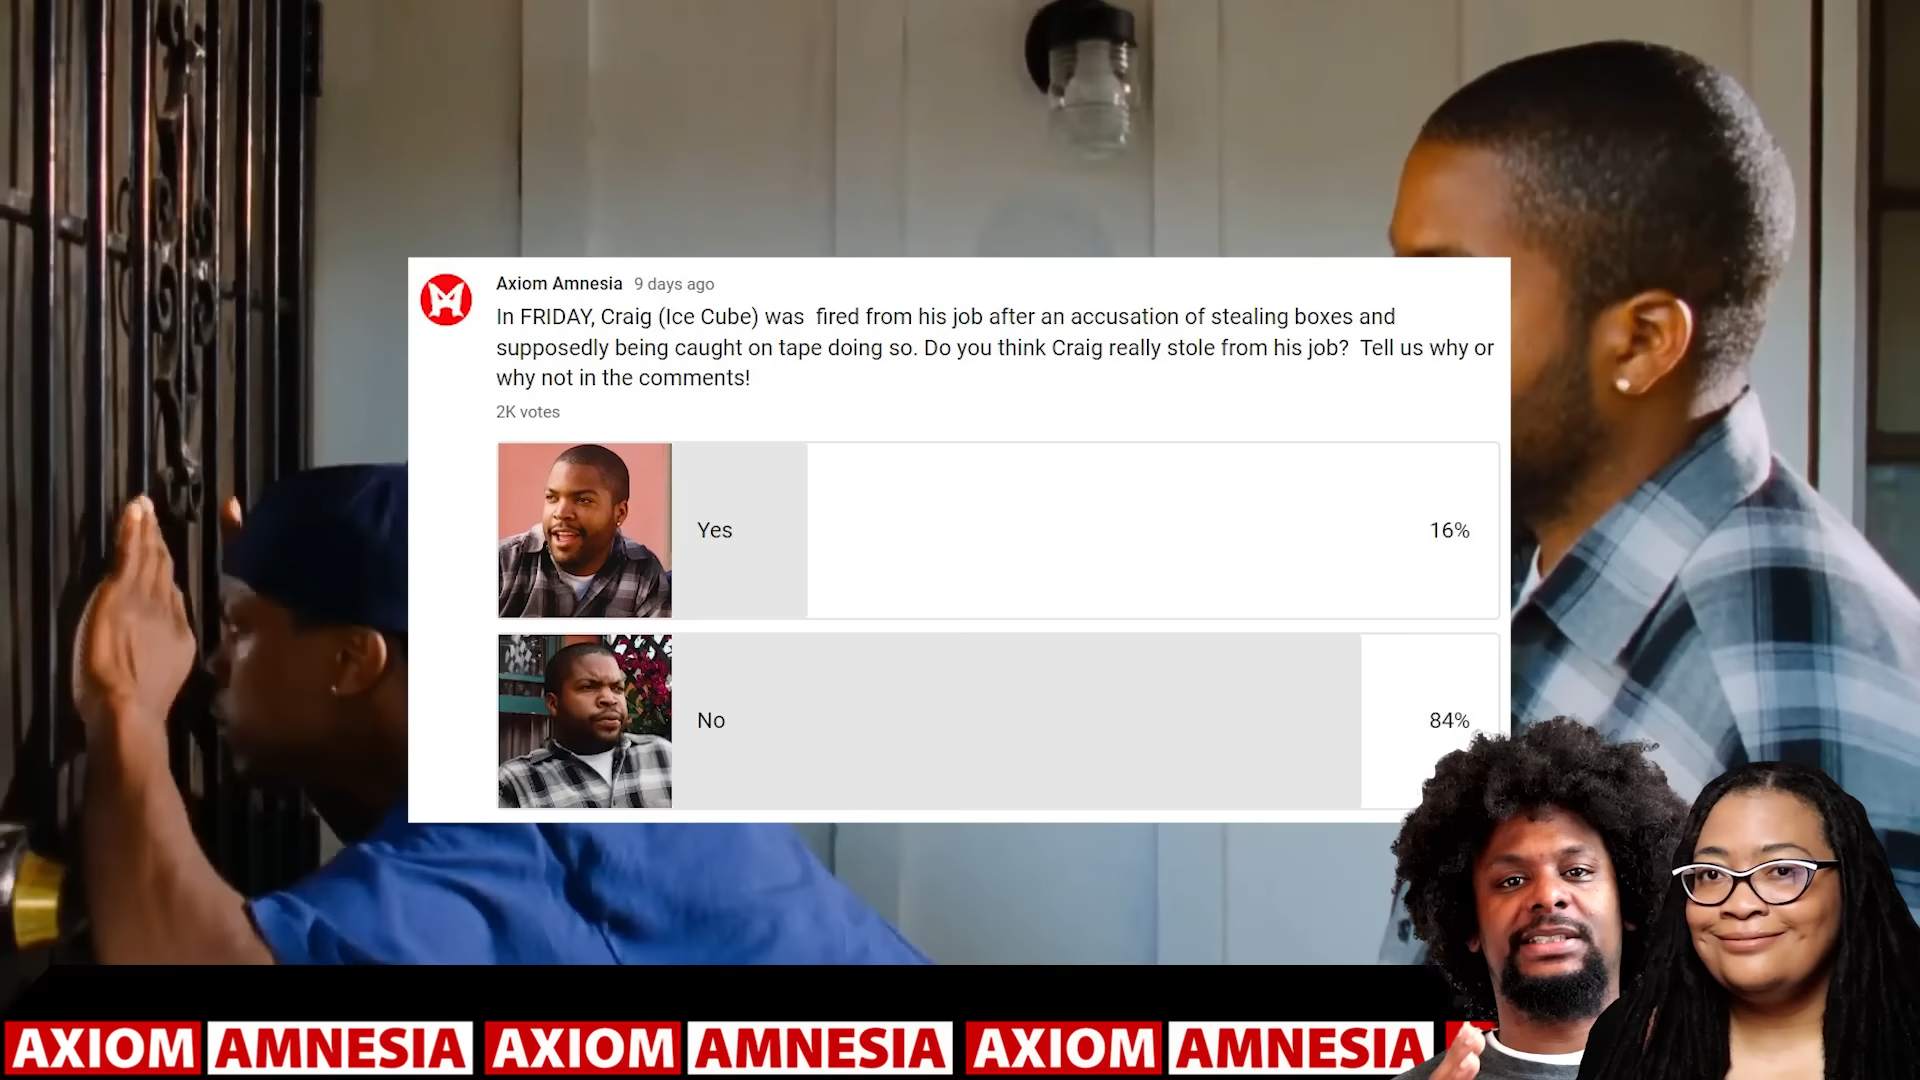 Axiom Amnesia 9 days ago
In FRIDAY, Craig (Ice Cube) was fired from his job after an accusation of stealing boxes and
supposedly being caught on tape doing so. Do you think Craig really stole from his job? Tell us why or
why not in the comments!
2K votes
Yes 16%
No 84%
AXIOM AMNESIA AXIOM AMNESIA AXIOM AMNESIA